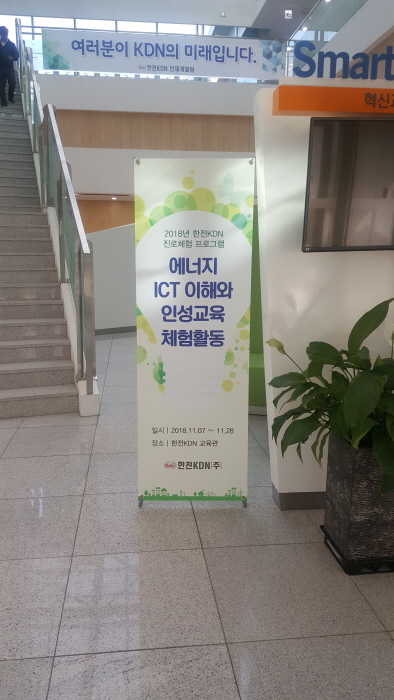 여러분이 KDN의 미래입니다.
한전KDN 인재개발원
Smart
혁신
2018년 한전KDN
진로체험 프로그램
에너지
ICT 이해와
인성교육
체험활동
일시 | 2018.11.07 ~ 11.28
장소 | 한전KDN 교육관
한전KDN(주)